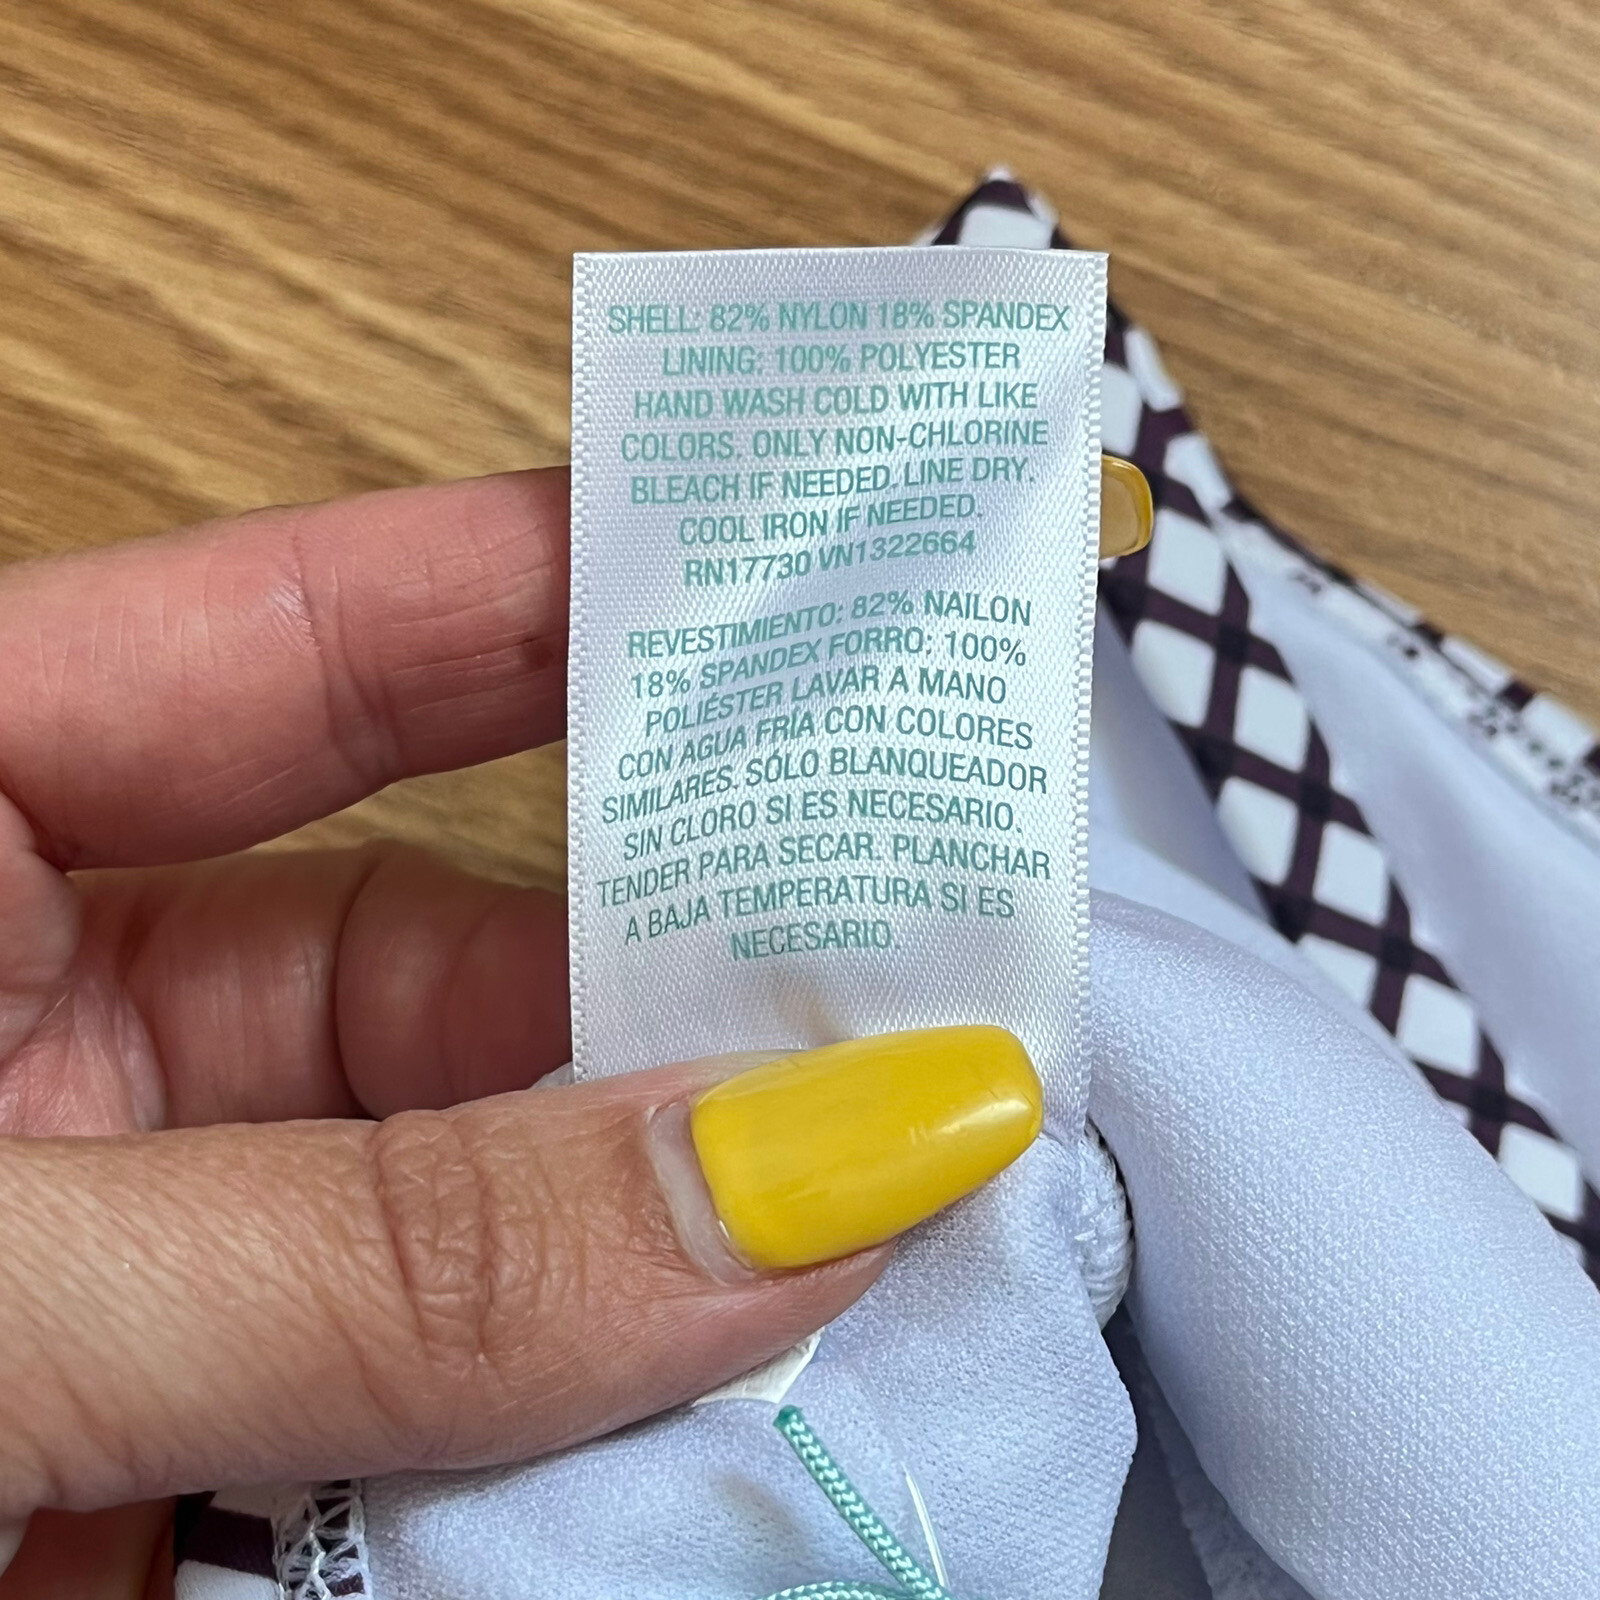 SHELL: 82% NYLON 18% SPANDEX
LINING: 100% POLYESTER
HAND WASH COLD WITH LIKE
COLORS. ONLY NON-CHLORINE
BLEACH IF NEEDED. LINE DRY.
COOL IRON IF NEEDED.
RN17730 VN1322664
REVESTIMIENTO: 82% NAILON
18% SPANDEX FORRO: 100%
POLIÉSTER LAVAR A MANO
CON AGUA FRÍA CON COLORES
SIMILARES. SÓLO BLANQUEADOR
SIN CLORO SI ES NECESARIO.
TENDER PARA SECAR. PLANCHAR
A BAJA TEMPERATURA SI ES
NECESARIO.